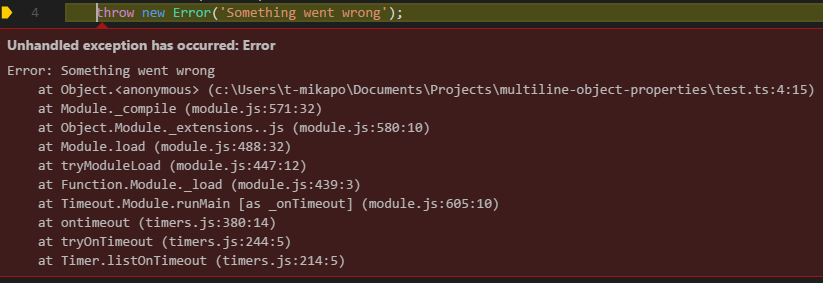 4 throw new Error('Something went wrong');
Unhandled exception has occurred: Error
Error: Something went wrong
at Object.<anonymous> (c:\Users\t-mikapo\Documents\Projects\multiline-object-properties\test.ts:4:15)
at Module._compile (module.js:571:32)
at Object.Module._extensions..js (module.js:580:10)
at Module.load (module.js:488:32)
at tryModuleLoad (module.js:447:12)
at Function.Module._load (module.js:439:3)
at Timeout.Module.runMain [as _onTimeout] (module.js:605:10)
at ontimeout (timers.js:380:14)
at tryOnTimeout (timers.js:244:5)
at Timer.listOnTimeout (timers.js:214:5)